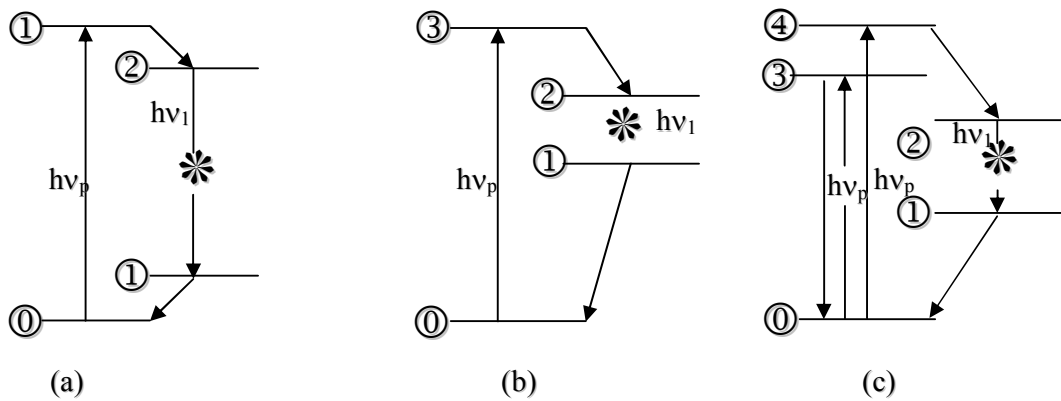 ① ② hν₁ hνₚ ① ⓪ (a)
③ ② hν₁ ① hνₚ ⓪ (b)
④ ③ hν₁ ② hνₚ hνₚ ① ⓪ (c)